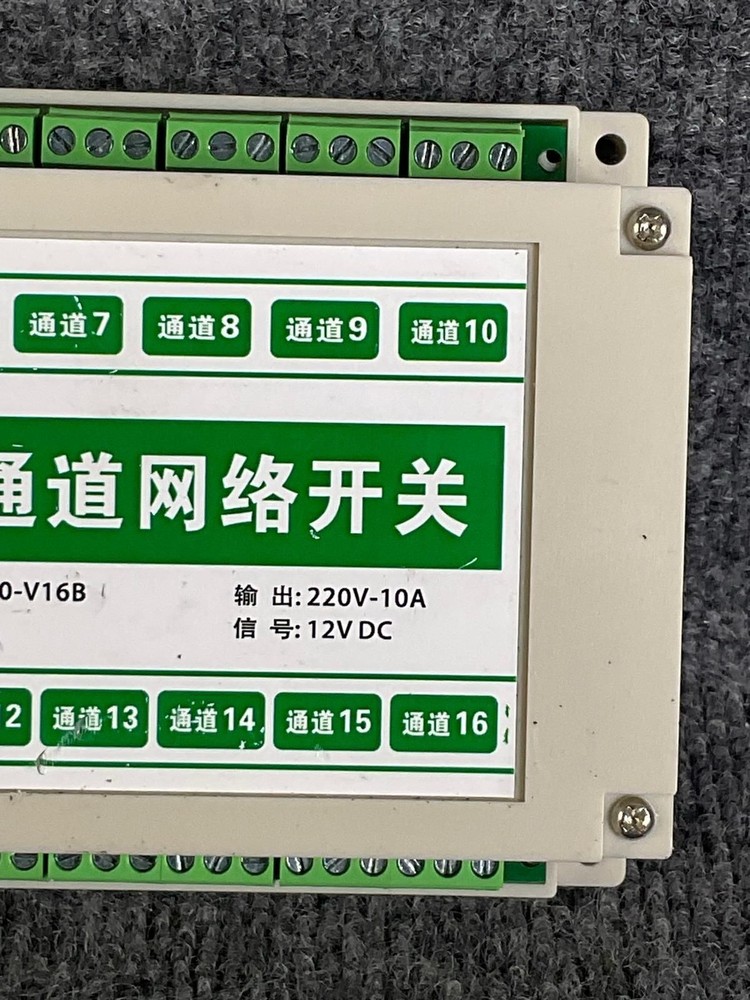 通道7 通道8 通道9 通道10
通道网络开关
0-V16B 输 出: 220V-10A
信 号: 12V DC
2 通道13 通道14 通道15 通道16